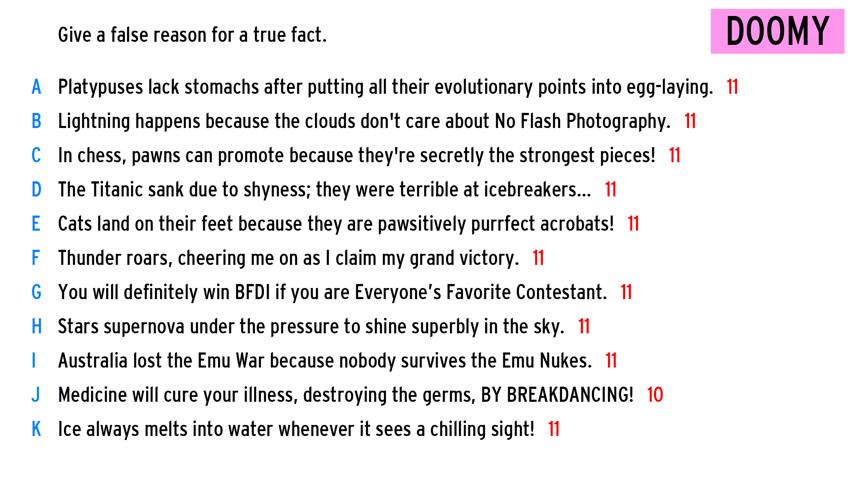 Give a false reason for a true fact.
DOOMY
A Platypuses lack stomachs after putting all their evolutionary points into egg-laying. 11
B Lightning happens because the clouds don't care about No Flash Photography. 11
C In chess, pawns can promote because they're secretly the strongest pieces! 11
D The Titanic sank due to shyness; they were terrible at icebreakers... 11
E Cats land on their feet because they are pawsitively purrfect acrobats! 11
F Thunder roars, cheering me on as I claim my grand victory. 11
G You will definitely win BFDI if you are Everyone’s Favorite Contestant. 11
H Stars supernova under the pressure to shine superbly in the sky. 11
I Australia lost the Emu War because nobody survives the Emu Nukes. 11
J Medicine will cure your illness, destroying the germs, BY BREAKDANCING! 10
K Ice always melts into water whenever it sees a chilling sight! 11